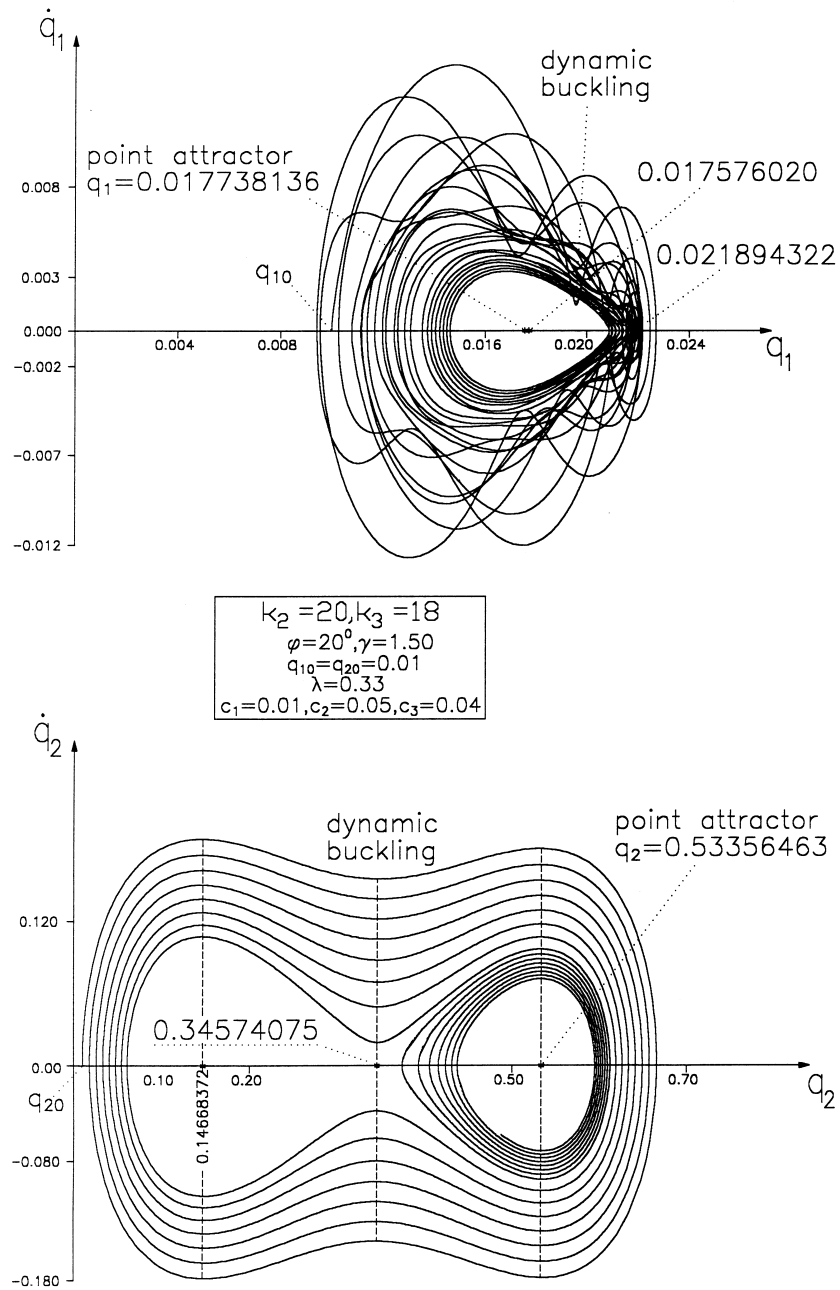 q̇₁
dynamic
buckling
point attractor
q₁=0.017738136
0.017576020
0.021894322
q₁₀
0.008
0.003
0.000
-0.002
-0.007
-0.012
0.004
0.008
0.016
0.020
0.024
q₁
k₂=20,k₃=18
φ=20⁰,γ=1.50
q₁₀=q₂₀=0.01
λ=0.33
c₁=0.01,c₂=0.05,c₃=0.04
q̇₂
dynamic
buckling
point attractor
q₂=0.53356463
0.120
0.34574075
0.00
q₂₀
0.10
0.14668372
0.20
0.50
0.70
q₂
-0.080
-0.180